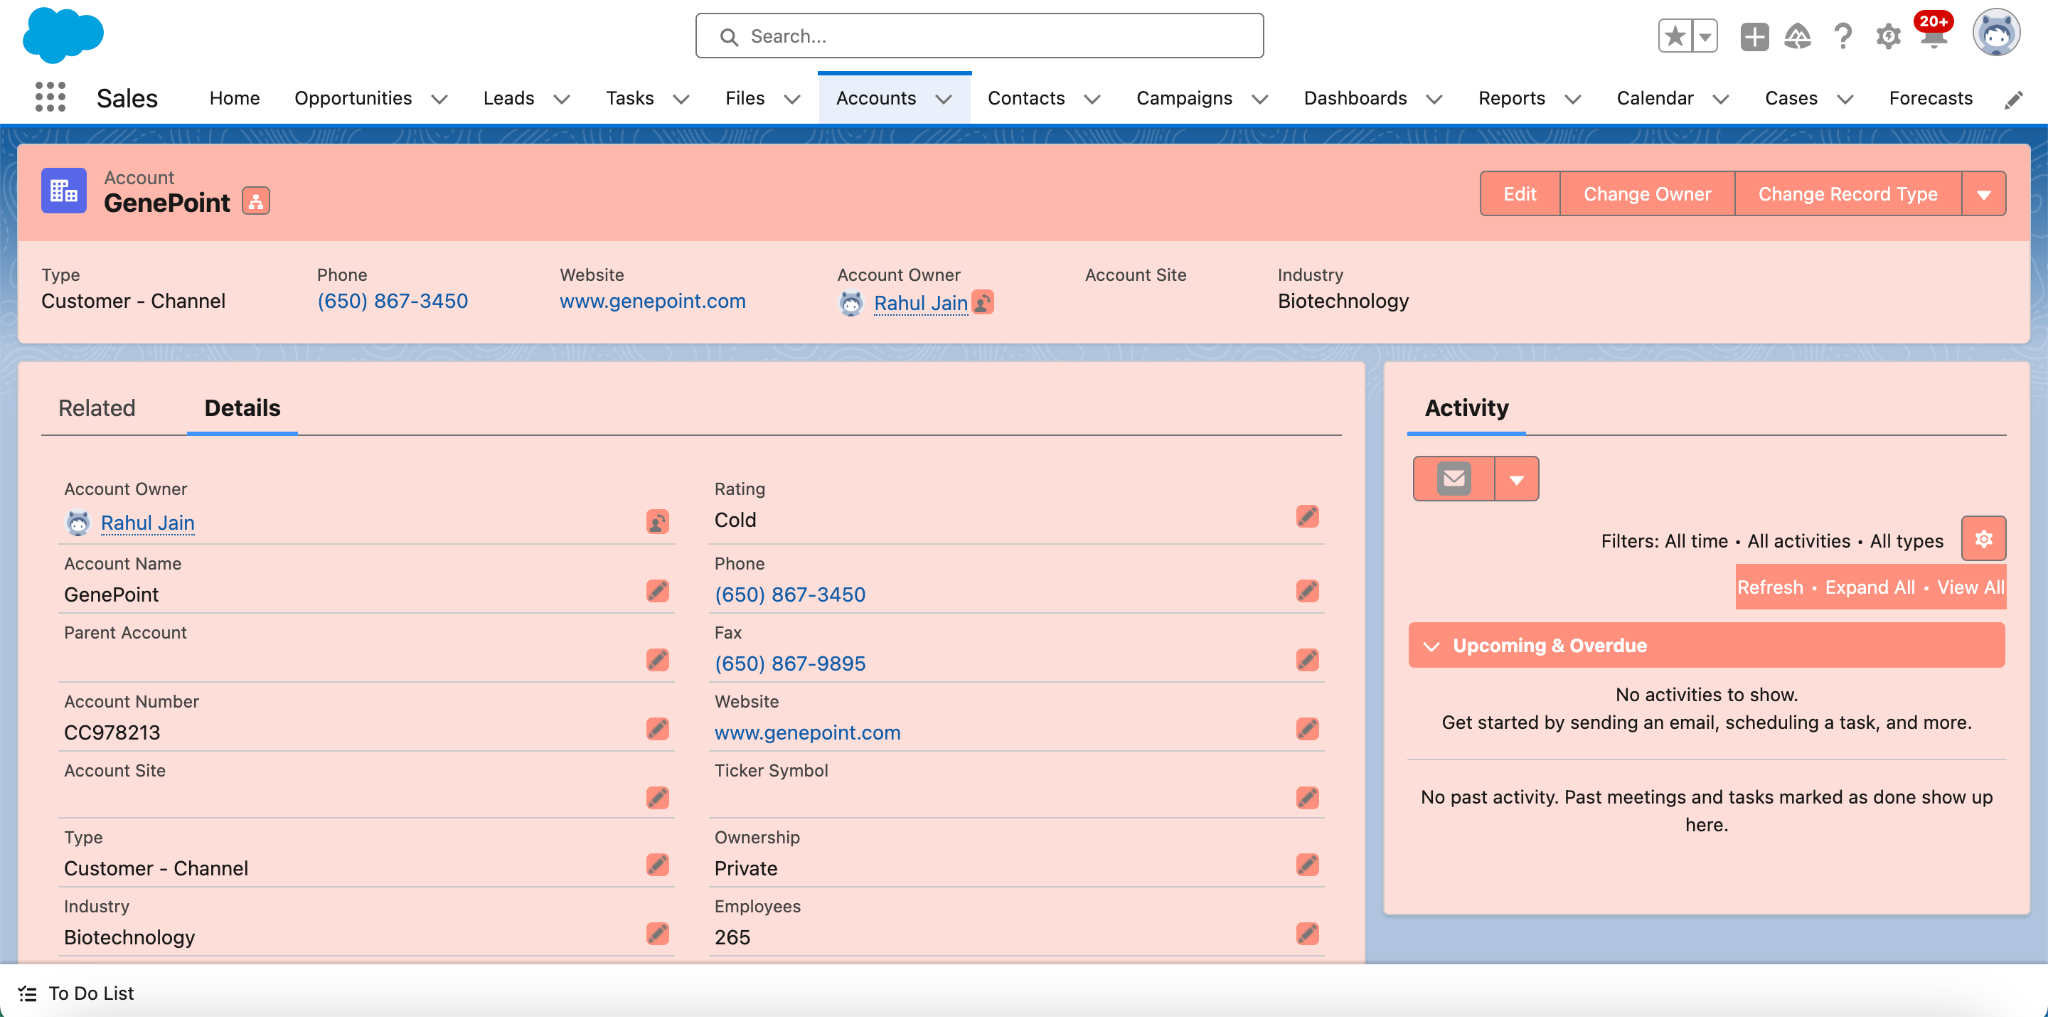 Search...
20+
Sales Home Opportunities Leads Tasks Files Accounts Contacts Campaigns Dashboards Reports Calendar Cases Forecasts
Account
GenePoint
Edit Change Owner Change Record Type
Type Phone Website Account Owner Account Site Industry
Customer - Channel (650) 867-3450 www.genepoint.com Rahul Jain Biotechnology
Related Details
Account Owner Rating
Rahul Jain Cold
Account Name Phone
GenePoint (650) 867-3450
Parent Account Fax
(650) 867-9895
Account Number Website
CC978213 www.genepoint.com
Account Site Ticker Symbol
Type Ownership
Customer - Channel Private
Industry Employees
Biotechnology 265
Activity
Filters: All time • All activities • All types
Refresh • Expand All • View All
Upcoming & Overdue
No activities to show.
Get started by sending an email, scheduling a task, and more.
No past activity. Past meetings and tasks marked as done show up
here.
To Do List